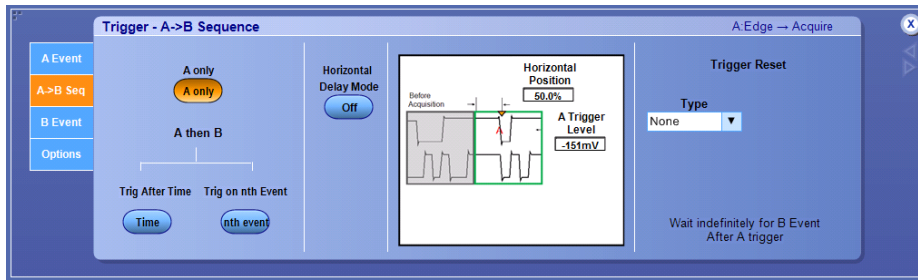 Trigger - A->B Sequence
A:Edge → Acquire
X
A Event
A->B Seq
B Event
Options
A only
A only
A then B
Trig After Time
Trig on nth Event
Time
nth event
Horizontal
Delay Mode
Off
Before
Acquisition
Horizontal
Position
50.0%
A
A Trigger
Level
-151mV
Trigger Reset
Type
None
Wait indefinitely for B Event
After A trigger